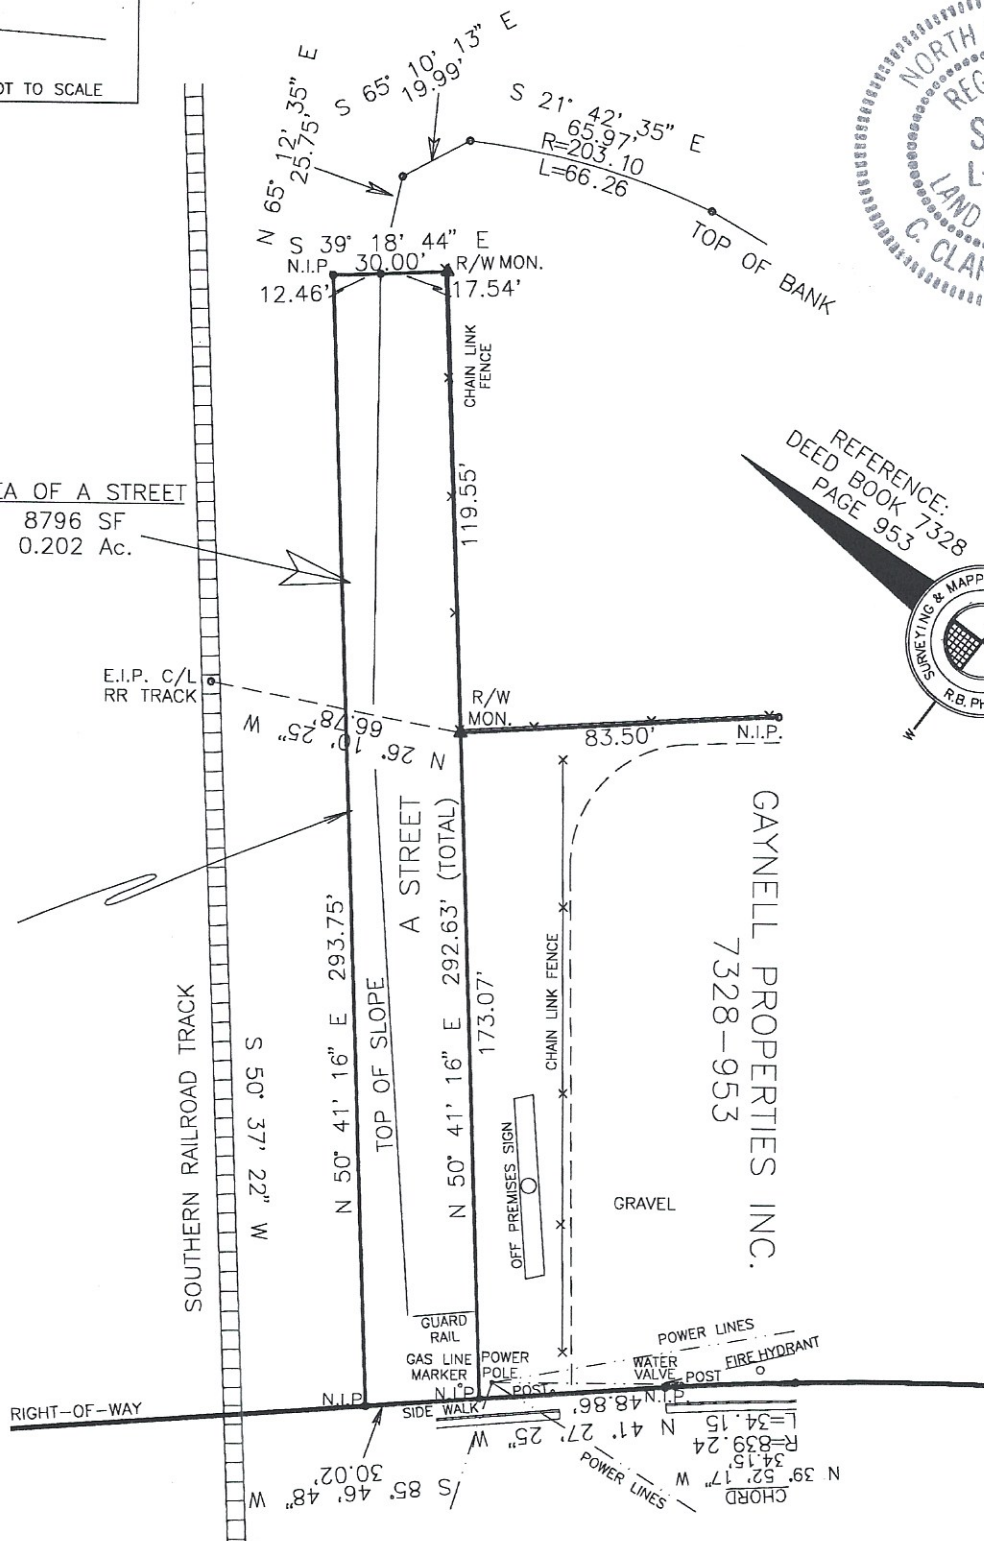 OT TO SCALE
N 65° 12' 35" E
25.75'
S 65° 10' 13" E
19.99'
S 21° 42' 35" E
65.97'
R=203.10
L=66.26
TOP OF BANK
NORTH
LAND
C. CLAR
S 39° 18' 44" E
N.I.P.
30.00'
R/W MON.
12.46'
17.54'
CHAIN LINK
FENCE
119.55'
REFERENCE:
DEED BOOK 7328
PAGE 953
SURVEYING & MAPP
R.B. PH
W
EA OF A STREET
8796 SF
0.202 Ac.
E.I.P. C/L
RR TRACK
N 26° 10' 25" W
66.78'
R/W
MON.
83.50'
N.I.P.
A STREET
N 50° 41' 16" E 293.75'
TOP OF SLOPE
N 50° 41' 16" E 292.63' (TOTAL)
173.07'
CHAIN LINK FENCE
OFF PREMISES SIGN
GRAVEL
GAYNELL PROPERTIES INC.
7328-953
SOUTHERN RAILROAD TRACK
S 50° 37' 22" W
GUARD
RAIL
GAS LINE
MARKER
POWER
POLE
POST
POWER LINES
WATER
VALVE
POST
FIRE HYDRANT
RIGHT-OF-WAY
N.I.P.
N.I.P.
N.I.P.
SIDE WALK
48.86'
N 41° 27' 25" W
30.02'
S 85° 46' 48" W
POWER LINES
CHORD
N 39° 52' 17" W
34.15'
R=839.24
L=34.15